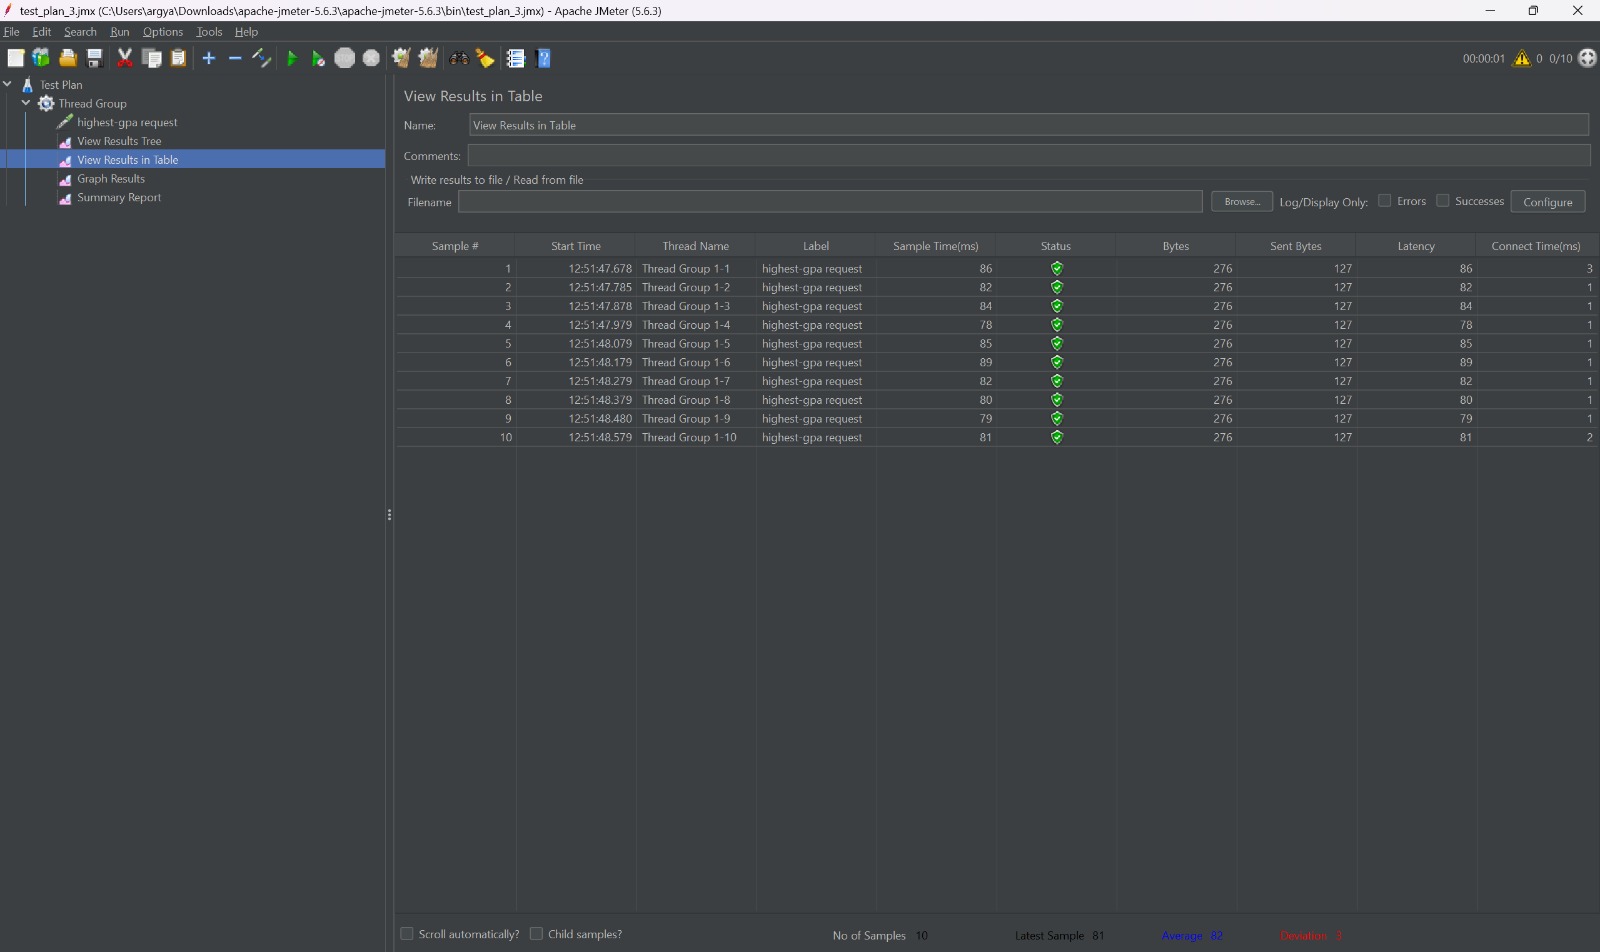 test_plan_3.jmx (C:\Users\argya\Downloads\apache-jmeter-5.6.3\apache-jmeter-5.6.3\bin\test_plan_3.jmx) - Apache JMeter (5.6.3)
File Edit Search Run Options Tools Help
00:00:01 0 0/10
Test Plan
Thread Group
highest-gpa request
View Results Tree
View Results in Table
Graph Results
Summary Report
View Results in Table
Name: View Results in Table
Comments:
Write results to file / Read from file
Filename Browse... Log/Display Only: Errors Successes Configure
Sample # Start Time Thread Name Label Sample Time(ms) Status Bytes Sent Bytes Latency Connect Time(ms)
1 12:51:47.678 Thread Group 1-1 highest-gpa request 86 276 127 86 3
2 12:51:47.785 Thread Group 1-2 highest-gpa request 82 276 127 82 1
3 12:51:47.878 Thread Group 1-3 highest-gpa request 84 276 127 84 1
4 12:51:47.979 Thread Group 1-4 highest-gpa request 78 276 127 78 1
5 12:51:48.079 Thread Group 1-5 highest-gpa request 85 276 127 85 1
6 12:51:48.179 Thread Group 1-6 highest-gpa request 89 276 127 89 1
7 12:51:48.279 Thread Group 1-7 highest-gpa request 82 276 127 82 1
8 12:51:48.379 Thread Group 1-8 highest-gpa request 80 276 127 80 1
9 12:51:48.480 Thread Group 1-9 highest-gpa request 79 276 127 79 1
10 12:51:48.579 Thread Group 1-10 highest-gpa request 81 276 127 81 2
Scroll automatically? Child samples? No of Samples 10 Latest Sample 81 Average 82 Deviation 3